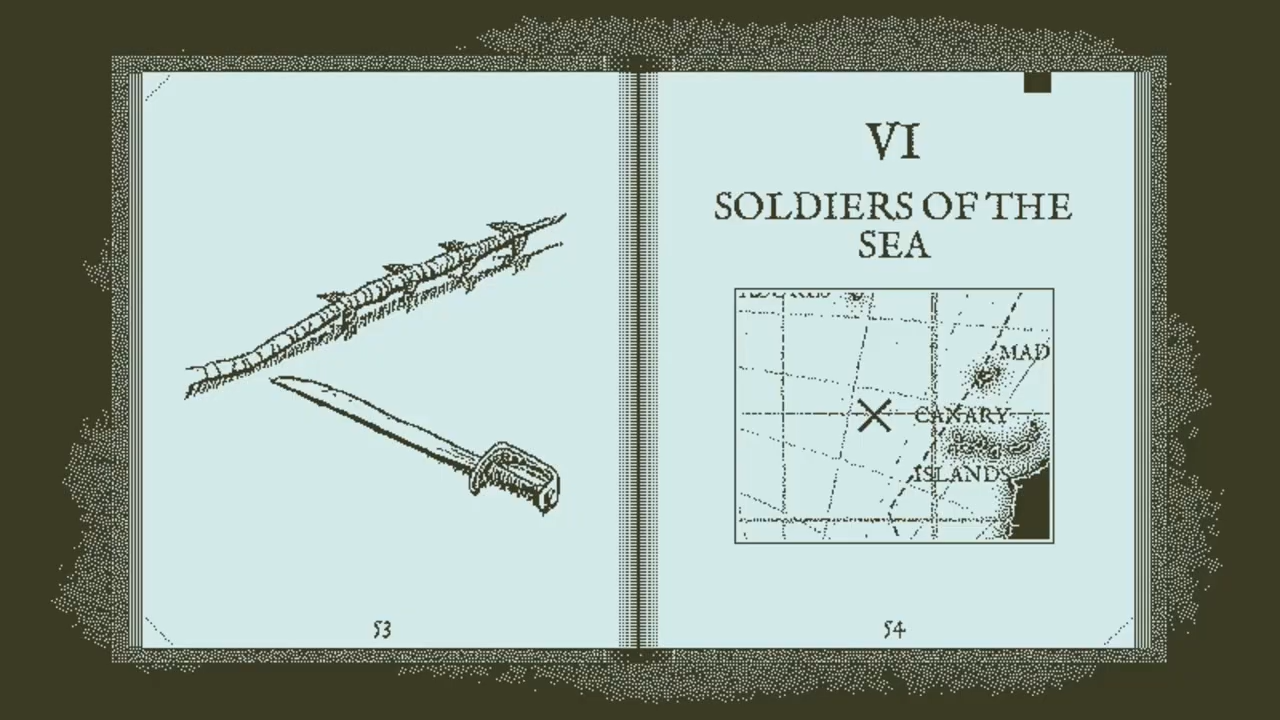 VI
SOLDIERS OF THE
SEA
MAD
CANARY
ISLANDS
53
54